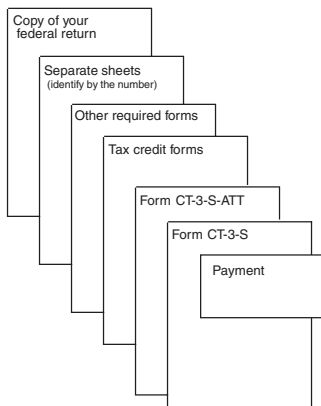 Copy of your
federal return
Separate sheets
(identify by the number)
Other required forms
Tax credit forms
Form CT-3-S-ATT
Form CT-3-S
Payment